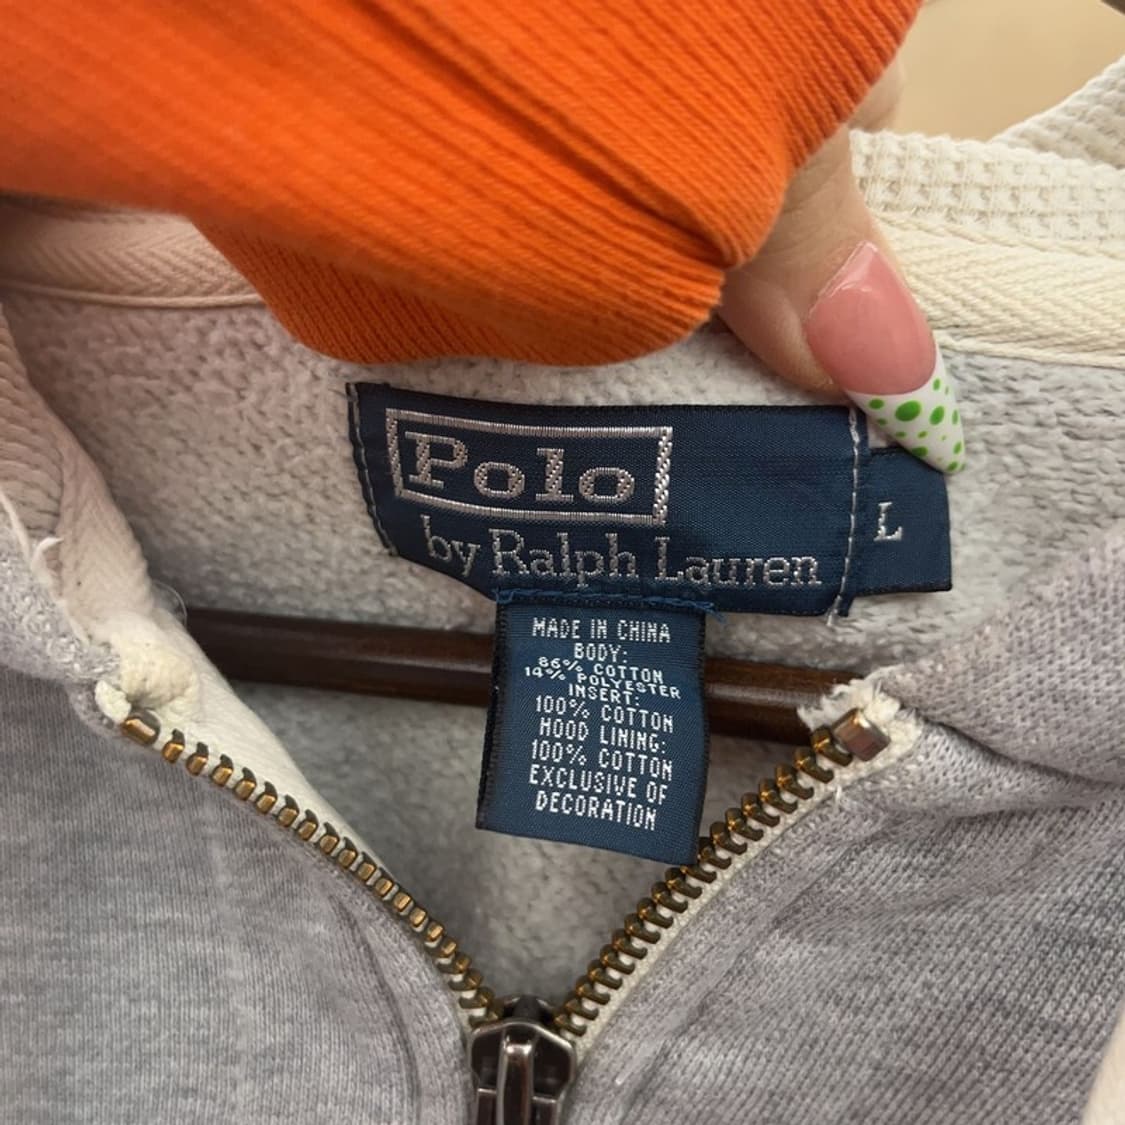 Polo
by Ralph Lauren
L
MADE IN CHINA
BODY:
86% COTTON
14% POLYESTER
INSERT:
100% COTTON
HOOD LINING:
100% COTTON
EXCLUSIVE OF
DECORATION